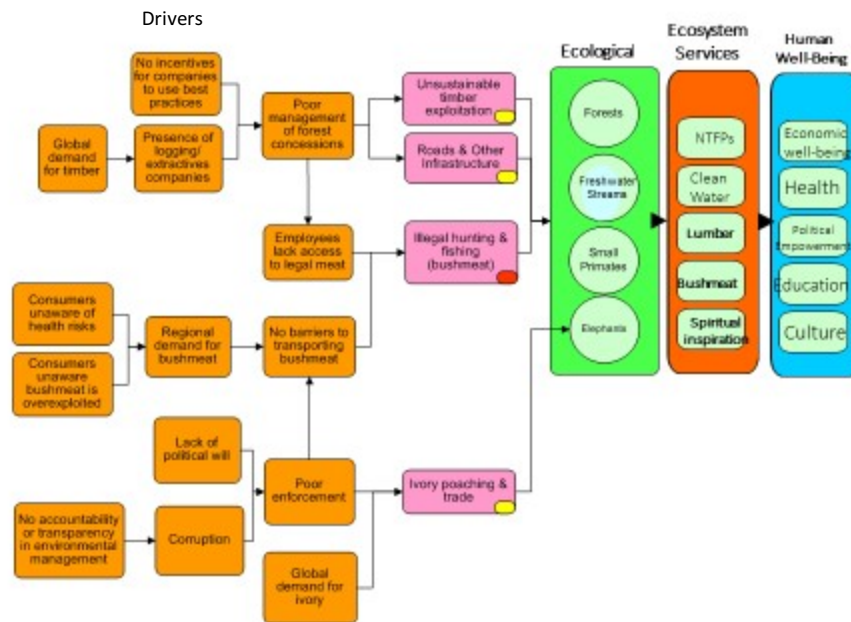 Drivers
Ecological
Ecosystem
Services
Human
Well-Being
No incentives
for companies
to use best
practices
Global
demand
for timber
Presence of
logging/
extractives
companies
Poor
management
of forest
concessions
Unsustainable
timber
exploitation
Roads & Other
Infrastructure
Employees
lack access
to legal meat
Illegal hunting &
fishing
(bushmeat)
Consumers
unaware of
health risks
Consumers
unaware
bushmeat is
overexploited
Regional
demand for
bushmeat
No barriers to
transporting
bushmeat
Lack of
political will
No accountability
or transparency
in environmental
management
Corruption
Poor
enforcement
Global
demand for
ivory
Ivory poaching &
trade
Forests
Freshwater
Streams
Small
Primates
Elephants
NTFPs
Clean
Water
Lumber
Bushmeat
Spiritual
inspiration
Economic
well-being
Health
Political
Empowerment
Education
Culture